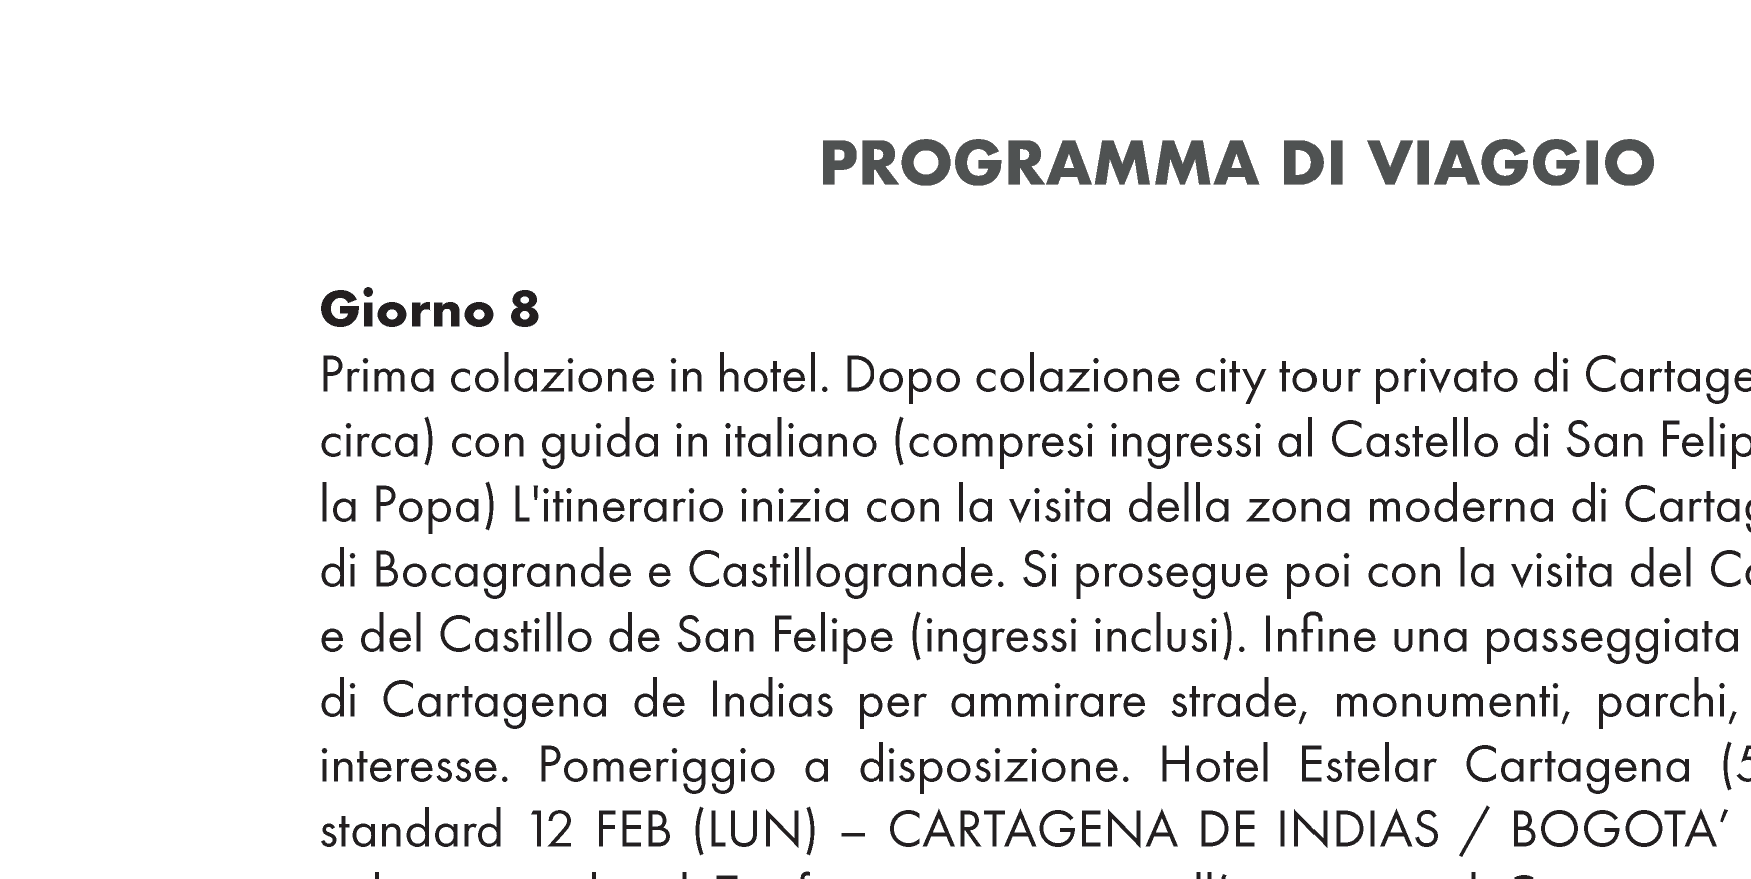 PROGRAMMA DI VIAGGIO
Giorno 8
Prima colazione in hotel. Dopo colazione city tour privato di
circa) con guida in italiano (compresi ingressi al Castello di San
la Popa) L'itinerario inizia con la visita della zona moderna di
di Bocagrande e Castillogrande. Si prosegue poi con la visita del
e del Castillo de San Felipe (ingressi inclusi). Infine una passeggiata
di Cartagena de Indias per ammirare strade, monumenti, parchi,
interesse. Pomeriggio a disposizione. Hotel Estelar Cartagena (5
standard 12 FEB (LUN) – CARTAGENA DE INDIAS / BOGOTA’